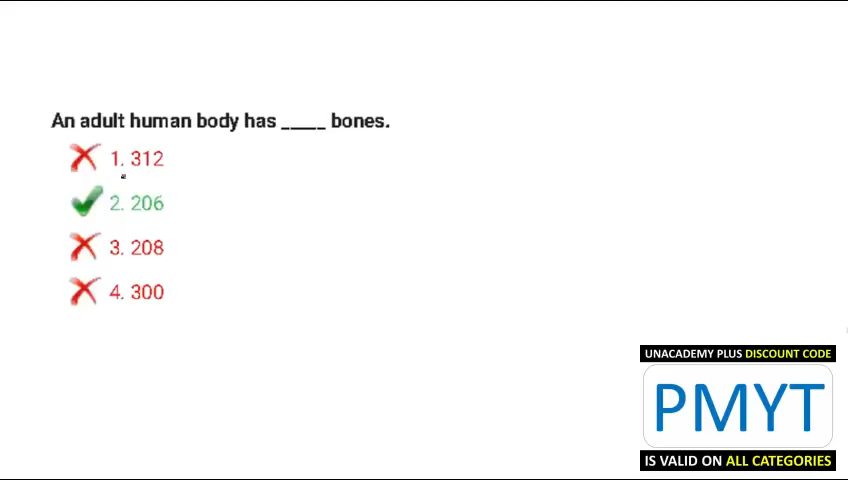 An adult human body has _____ bones.
1. 312
2. 206
3. 208
4. 300
UNACADEMY PLUS DISCOUNT CODE
PMYT
IS VALID ON ALL CATEGORIES